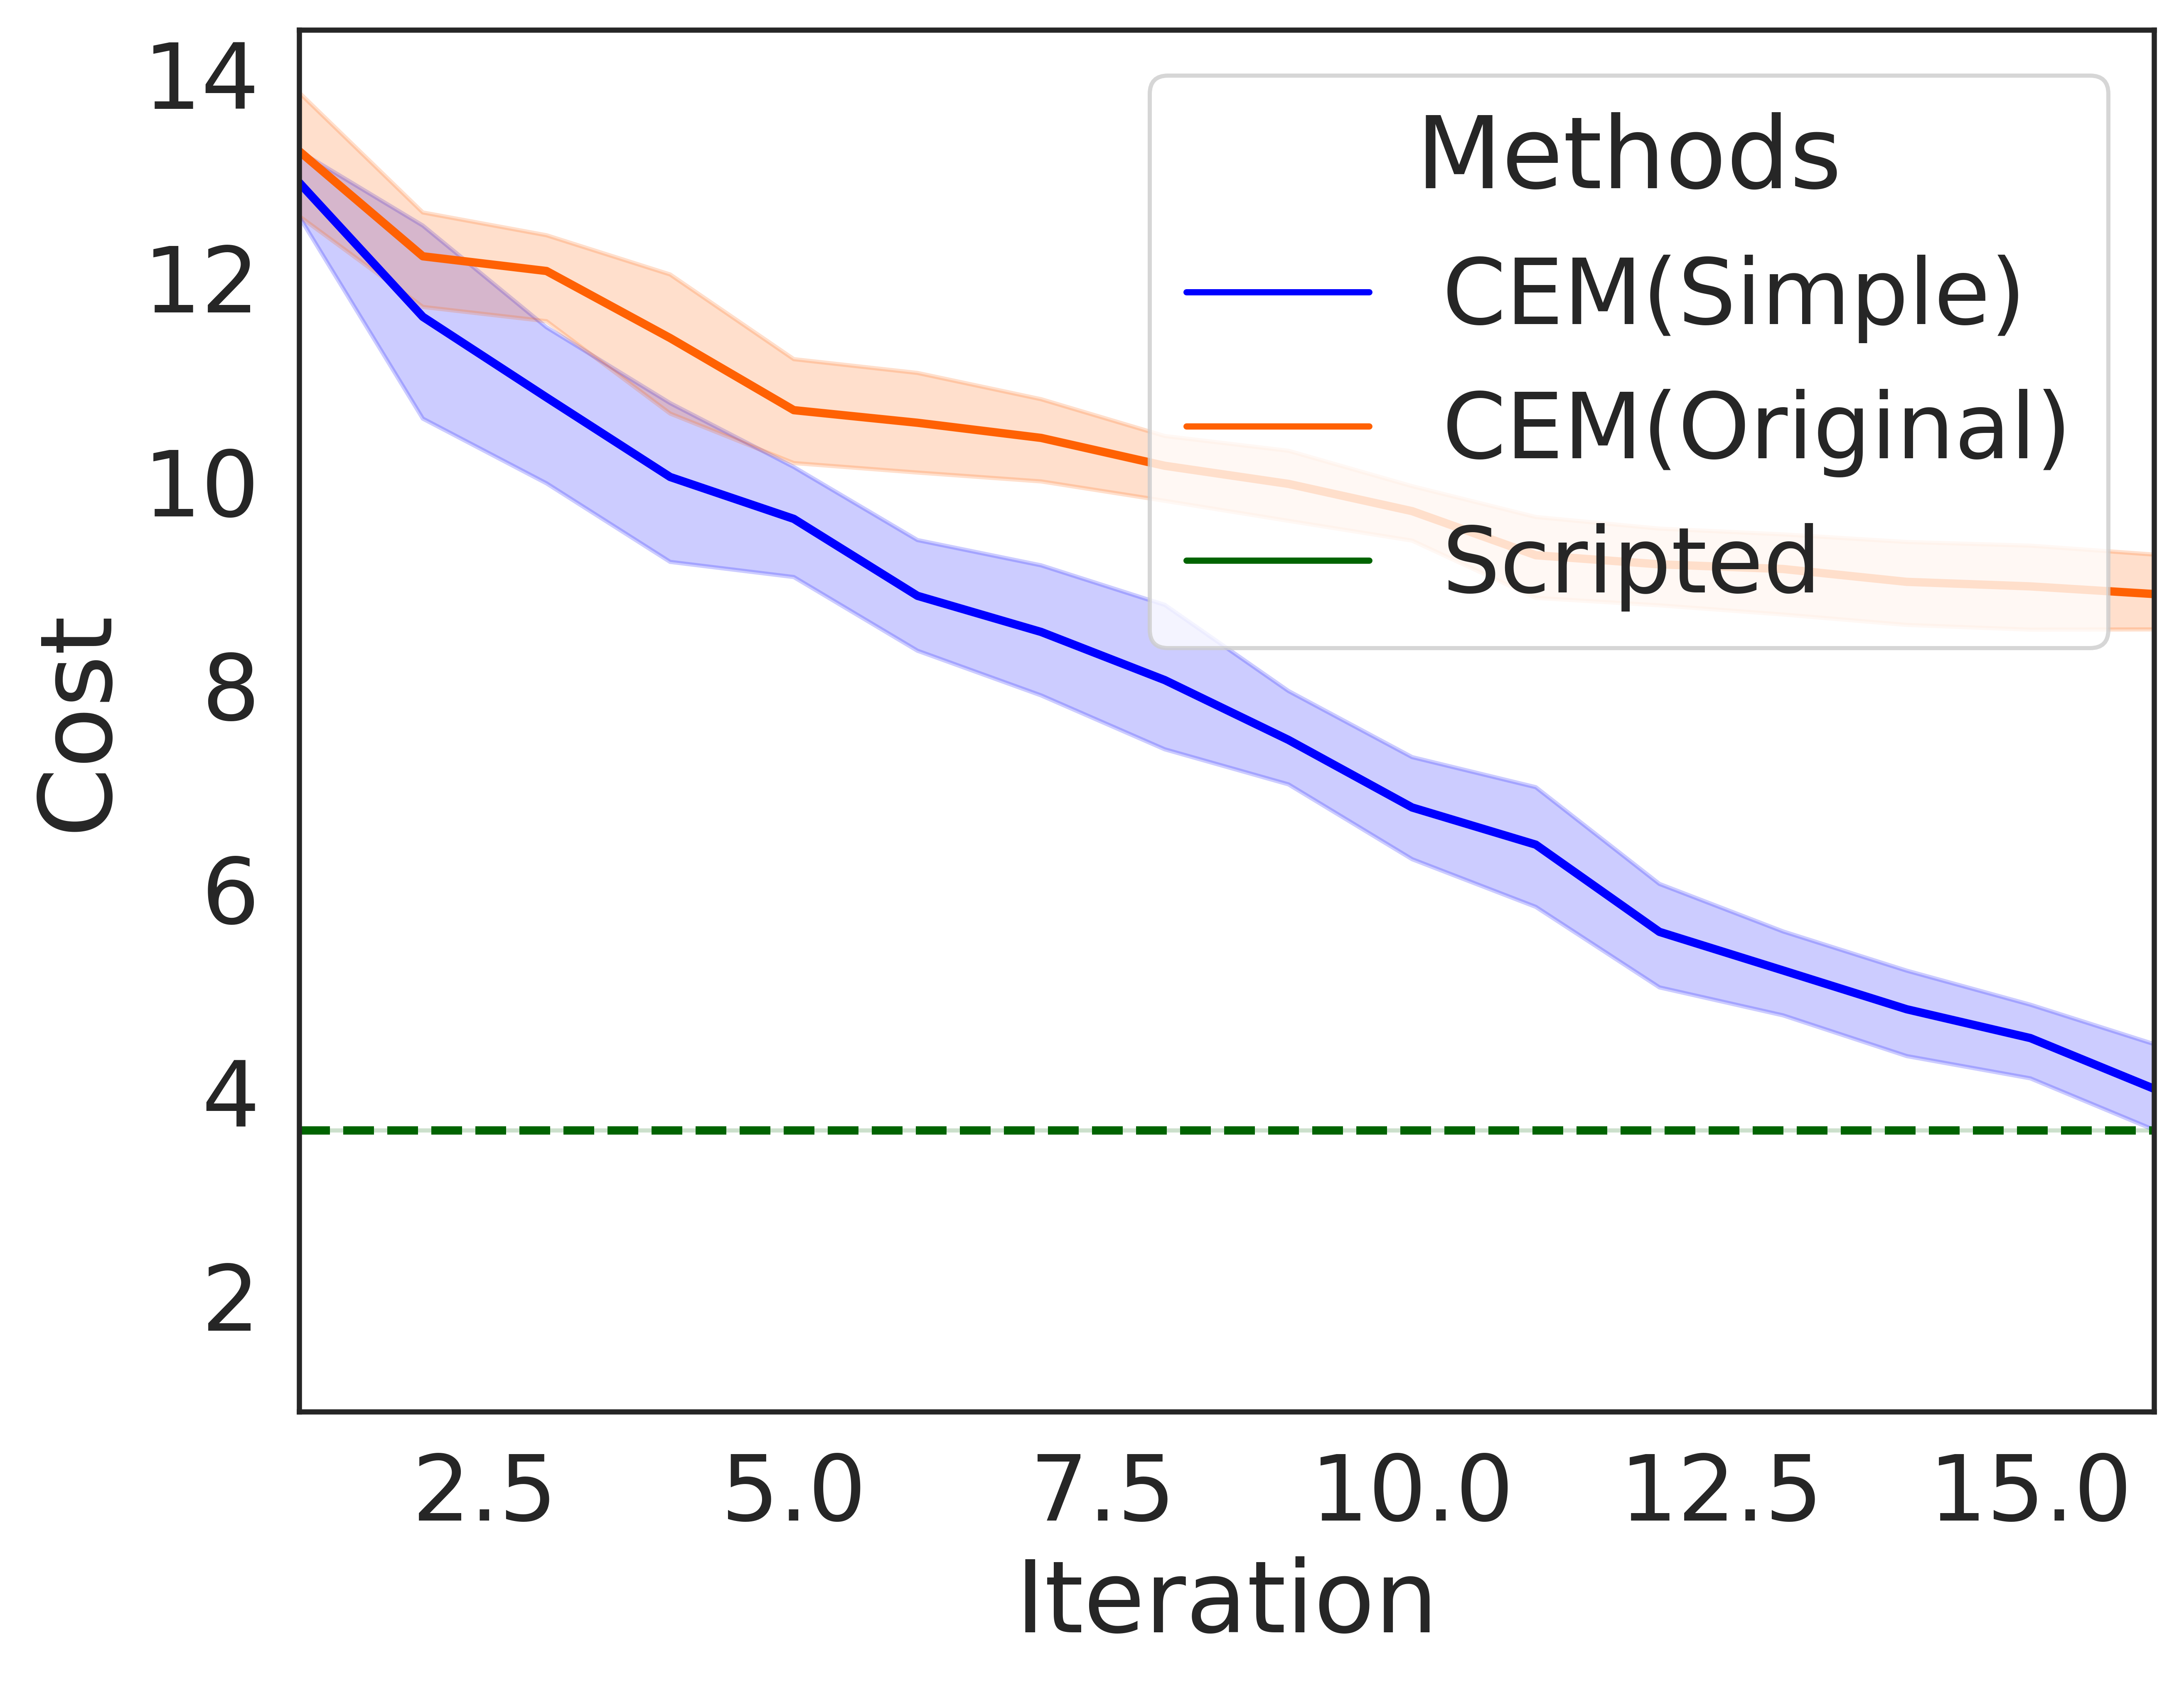 14
12
10
8
6
4
2
Cost
Methods
CEM(Simple)
CEM(Original)
Scripted
2.5 5.0 7.5 10.0 12.5 15.0
Iteration